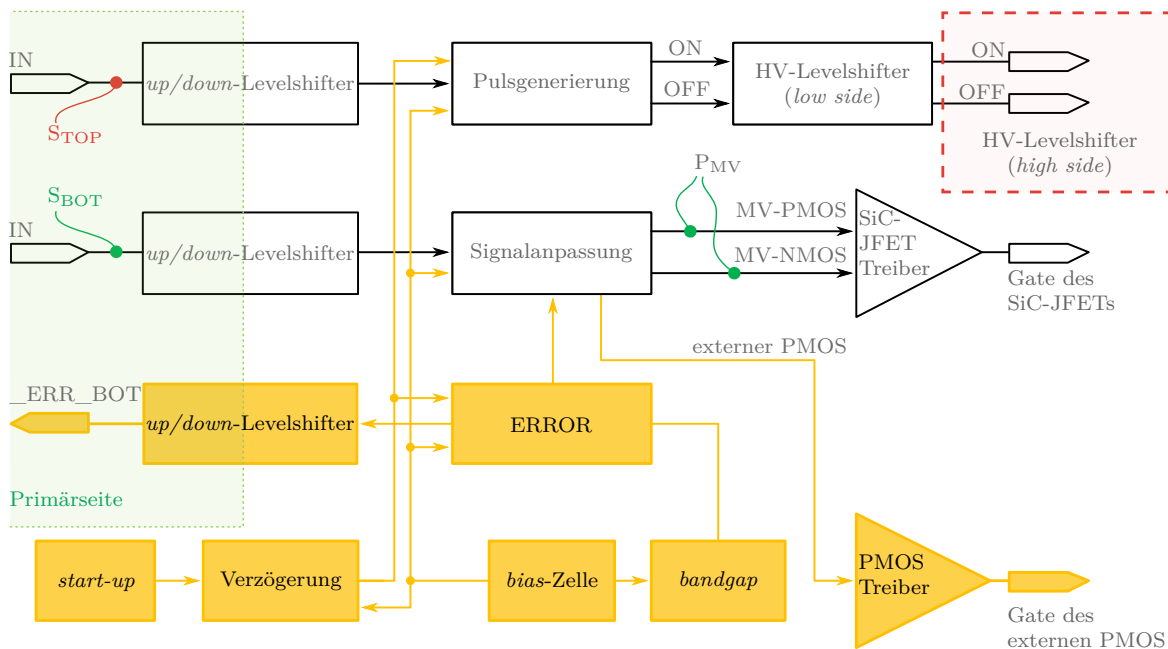 IN
up/down-Levelshifter
Pulsgenerierung
ON
OFF
HV-Levelshifter
(low side)
ON
OFF
HV-Levelshifter
(high side)
STOP
SBOT
IN
up/down-Levelshifter
Signalanpassung
PMV
MV-PMOS
MV-NMOS
SiC-
JFET
Treiber
Gate des
SiC-JFETs
externer PMOS
_ERR_BOT
up/down-Levelshifter
ERROR
Primärseite
start-up
Verzögerung
bias-Zelle
bandgap
PMOS
Treiber
Gate des
externen PMOS